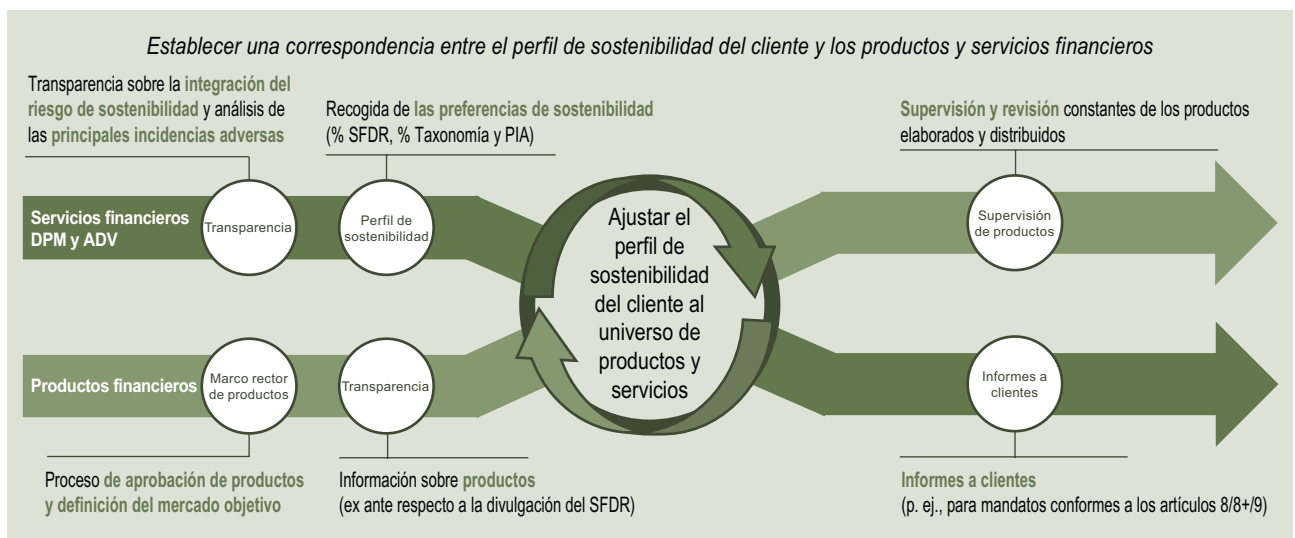 Establecer una correspondencia entre el perfil de sostenibilidad del cliente y los productos y servicios financieros
Transparencia sobre la integración del
riesgo de sostenibilidad y análisis de
las principales incidencias adversas
Recogida de las preferencias de sostenibilidad
(% SFDR, % Taxonomía y PIA)
Supervisión y revisión constantes de los productos
elaborados y distribuidos
Servicios financieros
DPM y ADV
Transparencia
Perfil de
sostenibilidad
Ajustar el
perfil de
sostenibilidad
del cliente al
universo de
productos y
servicios
Supervisión
de productos
Productos financieros
Marco rector
de productos
Transparencia
Informes a
clientes
Proceso de aprobación de productos
y definición del mercado objetivo
Información sobre productos
(ex ante respecto a la divulgación del SFDR)
Informes a clientes
(p. ej., para mandatos conformes a los artículos 8/8+/9)